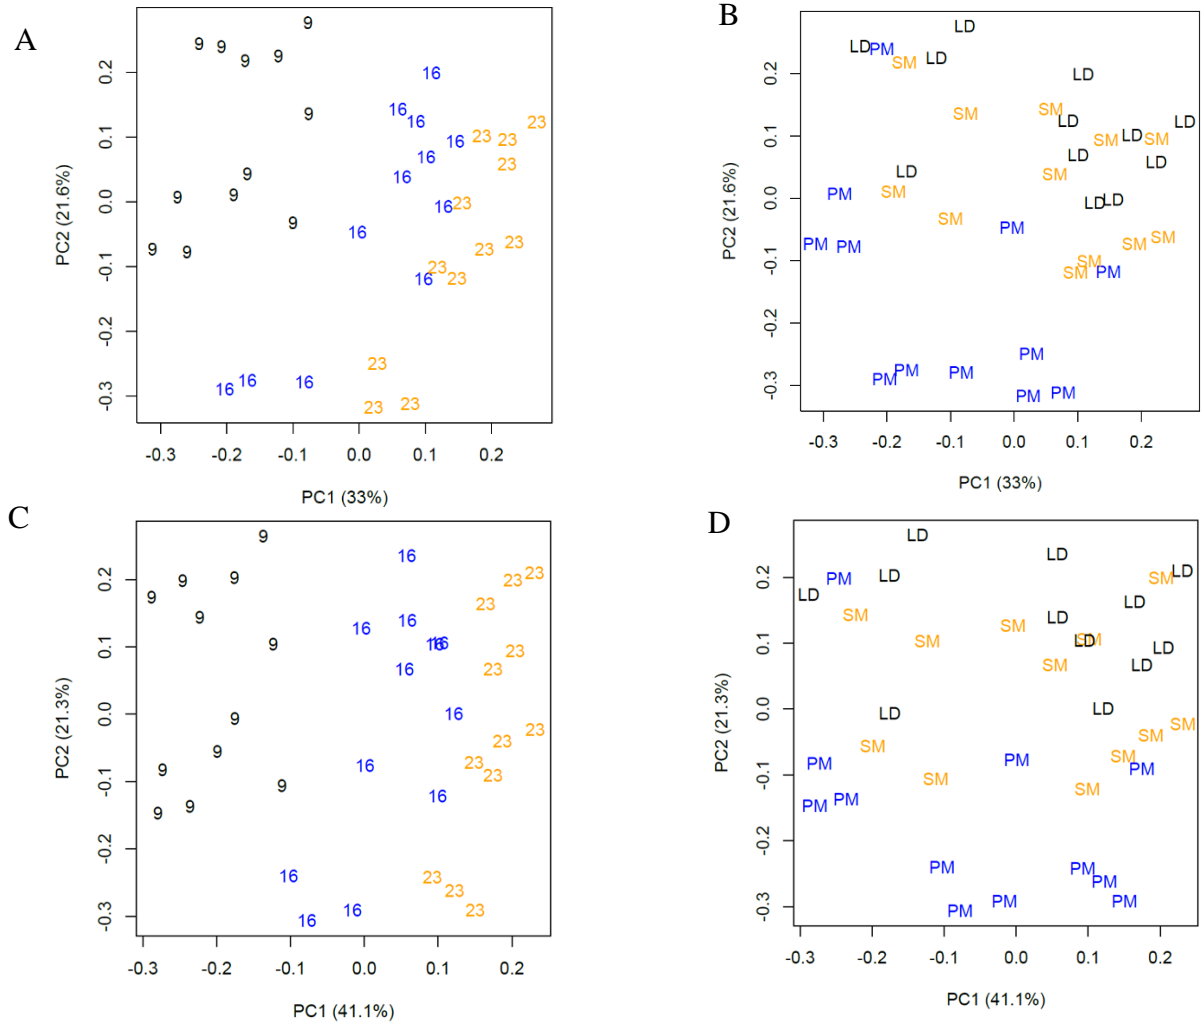 A
9 9 9 9 9
16
9
16 16 16 16 16
23 23 23 23
9 9 9 9 9
16 16 23 16
23 23 23 16 23
9 9
16 16 16
23 23 23
0.2
0.1
0.0
-0.1
-0.2
-0.3
PC2 (21.6%)
-0.3 -0.2 -0.1 0.0 0.1 0.2
PC1 (33%)
B
LD
LD PM SM LD
LD
SM SM LD SM LD SM LD
LD LD
LD SM
PM SM LD LD
SM PM
PM PM
SM SM
SM SM PM
PM
PM PM PM
PM PM
0.2
0.1
0.0
-0.1
-0.2
-0.3
PC2 (21.6%)
-0.3 -0.2 -0.1 0.0 0.1 0.2
PC1 (33%)
C
9
9 9 9 9 9
16
23 23 23
16 16 16 16 16
23 23
9 9 9 9 9 9
16 16 16
23 23 23 23
16 16 16
23 23 23
0.2
0.1
0.0
-0.1
-0.2
-0.3
PC2 (21.3%)
-0.3 -0.2 -0.1 0.0 0.1 0.2
PC1 (41.1%)
D
LD
LD PM LD
LD
SM LD
SM SM SM
LD LD SM LD
SM LD LD
LD LD
SM SM
SM SM SM
PM PM PM
PM PM
SM
PM PM PM
PM PM PM PM
0.2
0.1
0.0
-0.1
-0.2
-0.3
PC2 (21.3%)
-0.3 -0.2 -0.1 0.0 0.1 0.2
PC1 (41.1%)